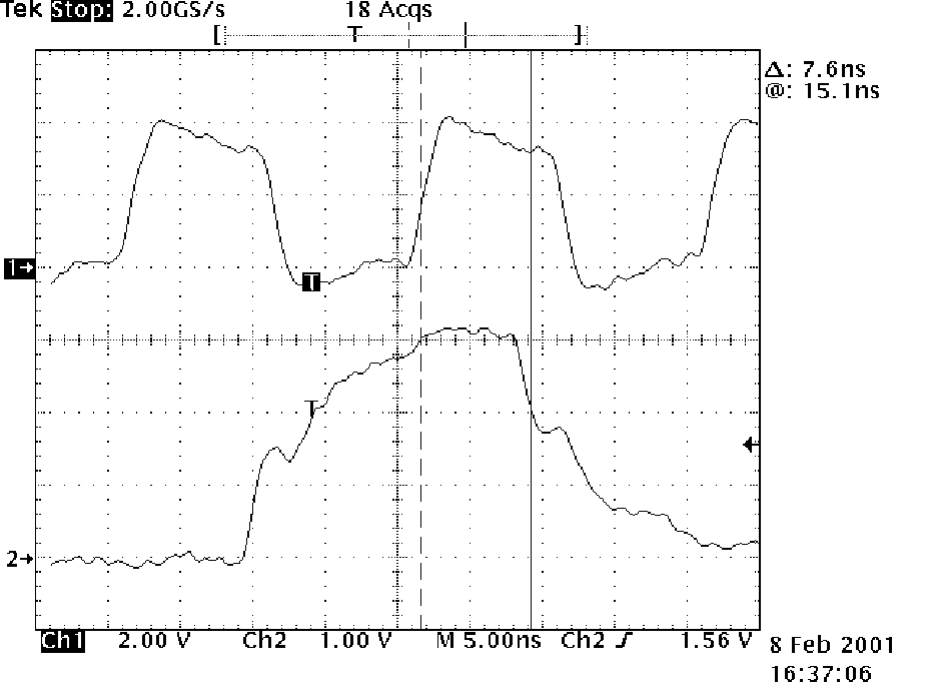 Tek Stop: 2.00GS/s 18 Acqs
[ T ]
Δ: 7.6ns
@: 15.1ns
1→
T
T
2→
Ch1 2.00 V Ch2 1.00 V M 5.00ns Ch2 ƒ 1.56 V
8 Feb 2001
16:37:06